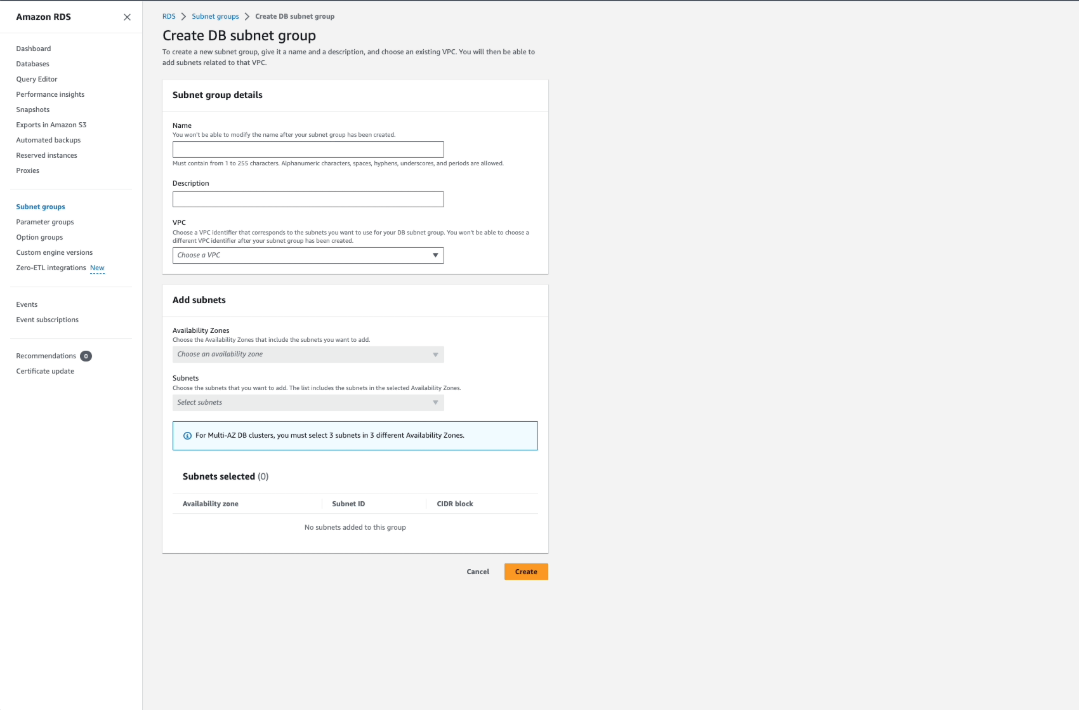 Amazon RDS
Dashboard
Databases
Query Editor
Performance insights
Snapshots
Exports in Amazon S3
Automated backups
Reserved instances
Proxies
Subnet groups
Parameter groups
Option groups
Custom engine versions
Zero-ETL integrations New
Events
Event subscriptions
Recommendations 0
Certificate update
RDS > Subnet groups > Create DB subnet group
Create DB subnet group
To create a new subnet group, give it a name and a description, and choose an existing VPC. You will then be able to
add subnets related to that VPC.
Subnet group details
Name
You won't be able to modify the name after your subnet group has been created.
Must contain from 1 to 255 characters. Alphanumeric characters, spaces, hyphens, underscores, and periods are allowed.
Description
VPC
Choose a VPC identifier that corresponds to the subnets you want to use for your DB subnet group. You won't be able to choose a
different VPC identifier after your subnet group has been created.
Choose a VPC
Add subnets
Availability Zones
Choose the Availability Zones that include the subnets you want to add.
Choose an availability zone
Subnets
Choose the subnets that you want to add. The list includes the subnets in the selected Availability Zones.
Select subnets
For Multi-AZ DB clusters, you must select 3 subnets in 3 different Availability Zones.
Subnets selected (0)
Availability zone Subnet ID CIDR block
No subnets added to this group
Cancel Create